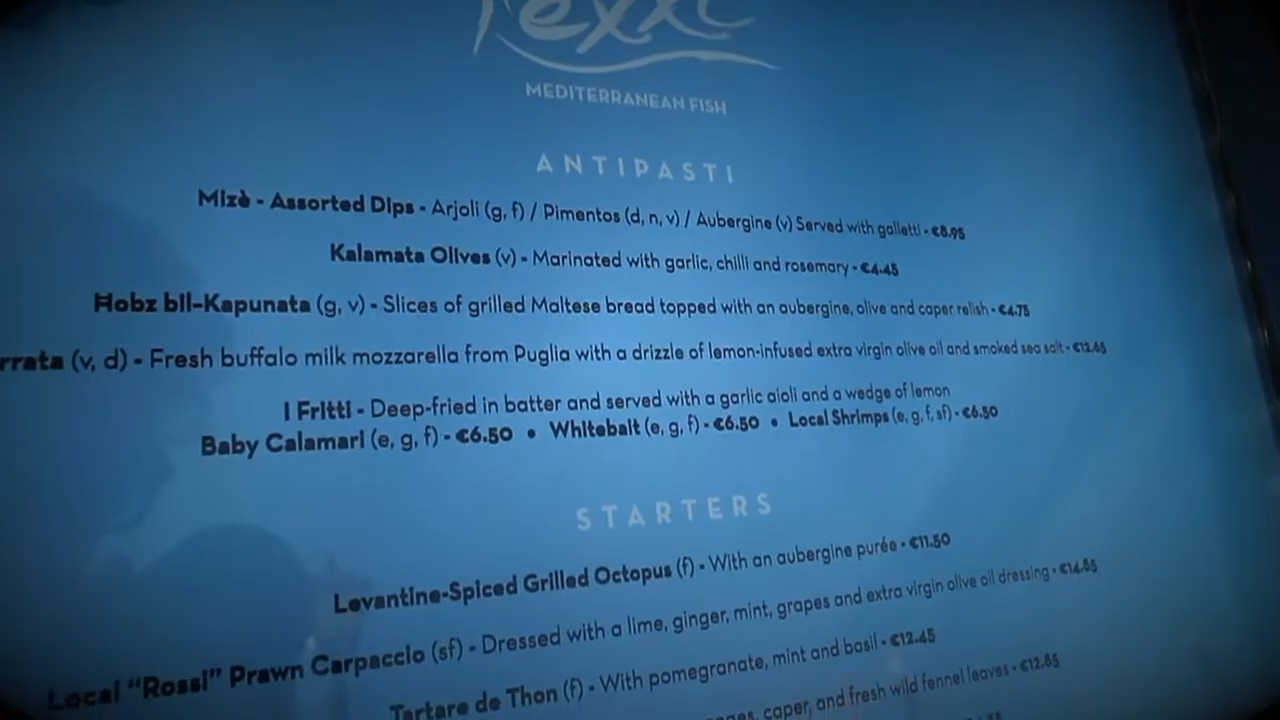 MEDITERRANEAN FISH
ANTIPASTI
Mizè - Assorted Dips - Arjoli (g, f) / Pimentos (d, n, v) / Aubergine (v) Served with galletti - €8.95
Kalamata Olives (v) - Marinated with garlic, chilli and rosemary - €4.45
Hobz bil-Kapunata (g, v) - Slices of grilled Maltese bread topped with an aubergine, olive and caper relish - €4.75
rrata (v, d) - Fresh buffalo milk mozzarella from Puglia with a drizzle of lemon-infused extra virgin olive oil and smoked sea salt - €12.65
I Fritti - Deep-fried in batter and served with a garlic aioli and a wedge of lemon
Baby Calamari (e, g, f) - €6.50 • Whitebait (e, g, f) - €6.50 • Local Shrimps (e, g, f, sf) - €6.50
STARTERS
Levantine-Spiced Grilled Octopus (f) - With an aubergine purée - €11.50
Local "Rossi" Prawn Carpaccio (sf) - Dressed with a lime, ginger, mint, grapes and extra virgin olive oil dressing - €14.85
Tartare de Thon (f) - With pomegranate, mint and basil - €12.45
caper, and fresh wild fennel leaves - €12.85